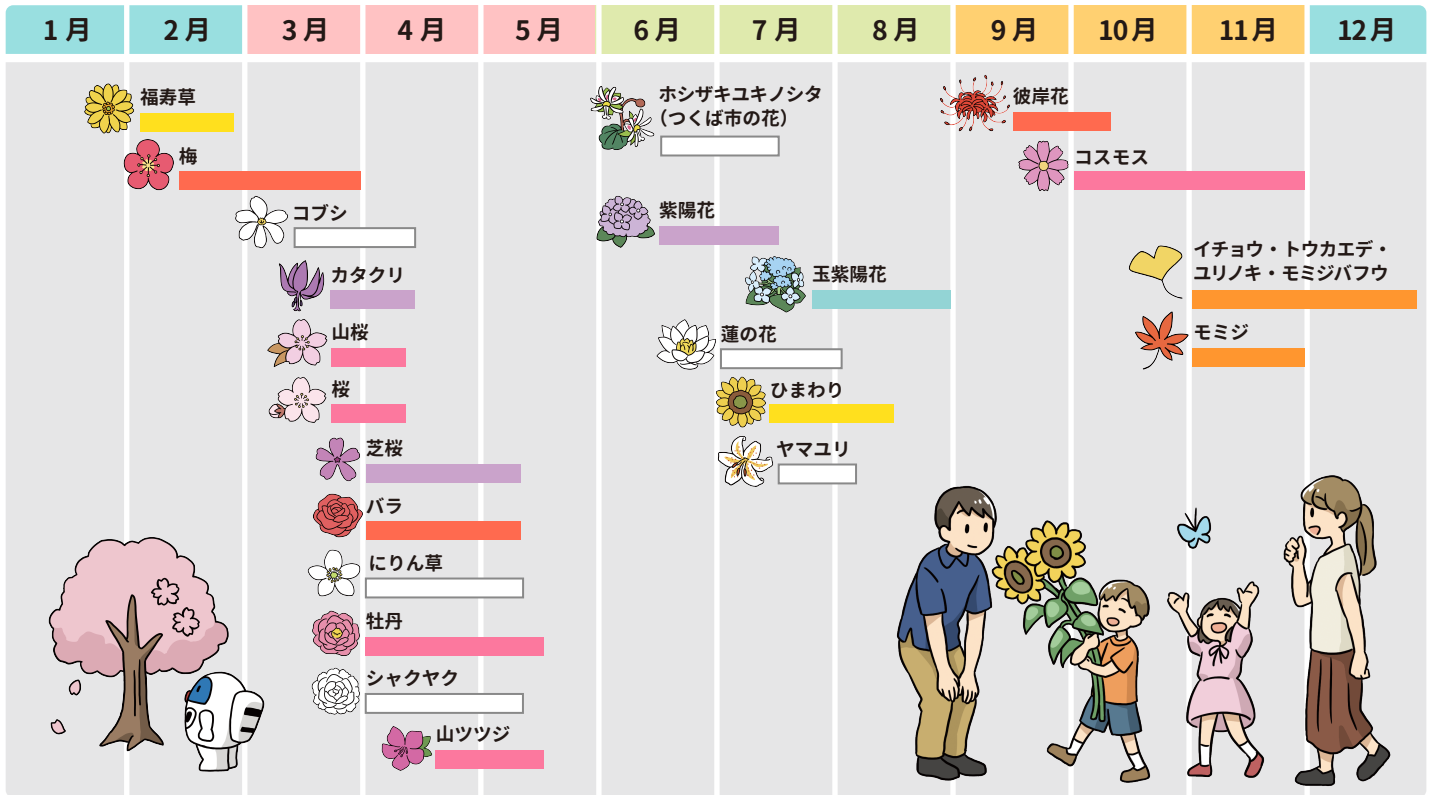 1月
2月
3月
4月
5月
6月
7月
8月
9月
10月
11月
12月
福寿草
梅
コブシ
カタクリ
山桜
桜
芝桜
バラ
にりん草
牡丹
シャクヤク
山ツツジ
ホシザキユキノシタ
（つくば市の花）
紫陽花
玉紫陽花
蓮の花
ひまわり
ヤマユリ
彼岸花
コスモス
イチョウ・トウカエデ・
ユリノキ・モミジバフウ
モミジ